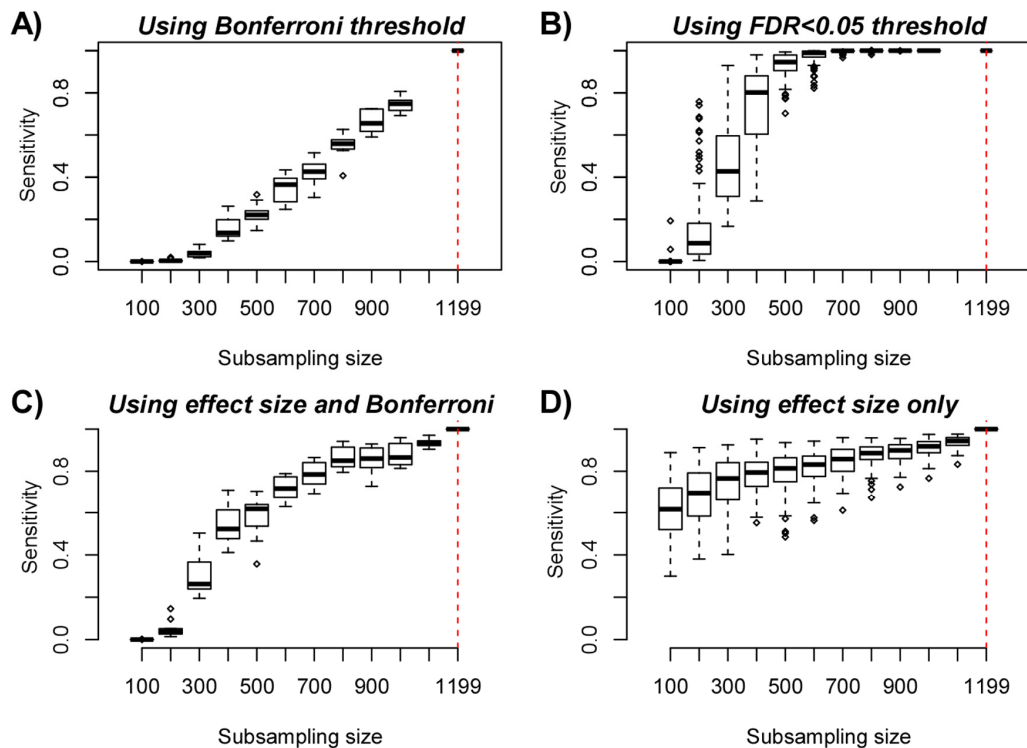 A) Using Bonferroni threshold
Sensitivity
0.0 0.4 0.8
100 300 500 700 900 1199
Subsampling size
B) Using FDR<0.05 threshold
Sensitivity
0.0 0.4 0.8
100 300 500 700 900 1199
Subsampling size
C) Using effect size and Bonferroni
Sensitivity
0.0 0.4 0.8
100 300 500 700 900 1199
Subsampling size
D) Using effect size only
Sensitivity
0.0 0.4 0.8
100 300 500 700 900 1199
Subsampling size